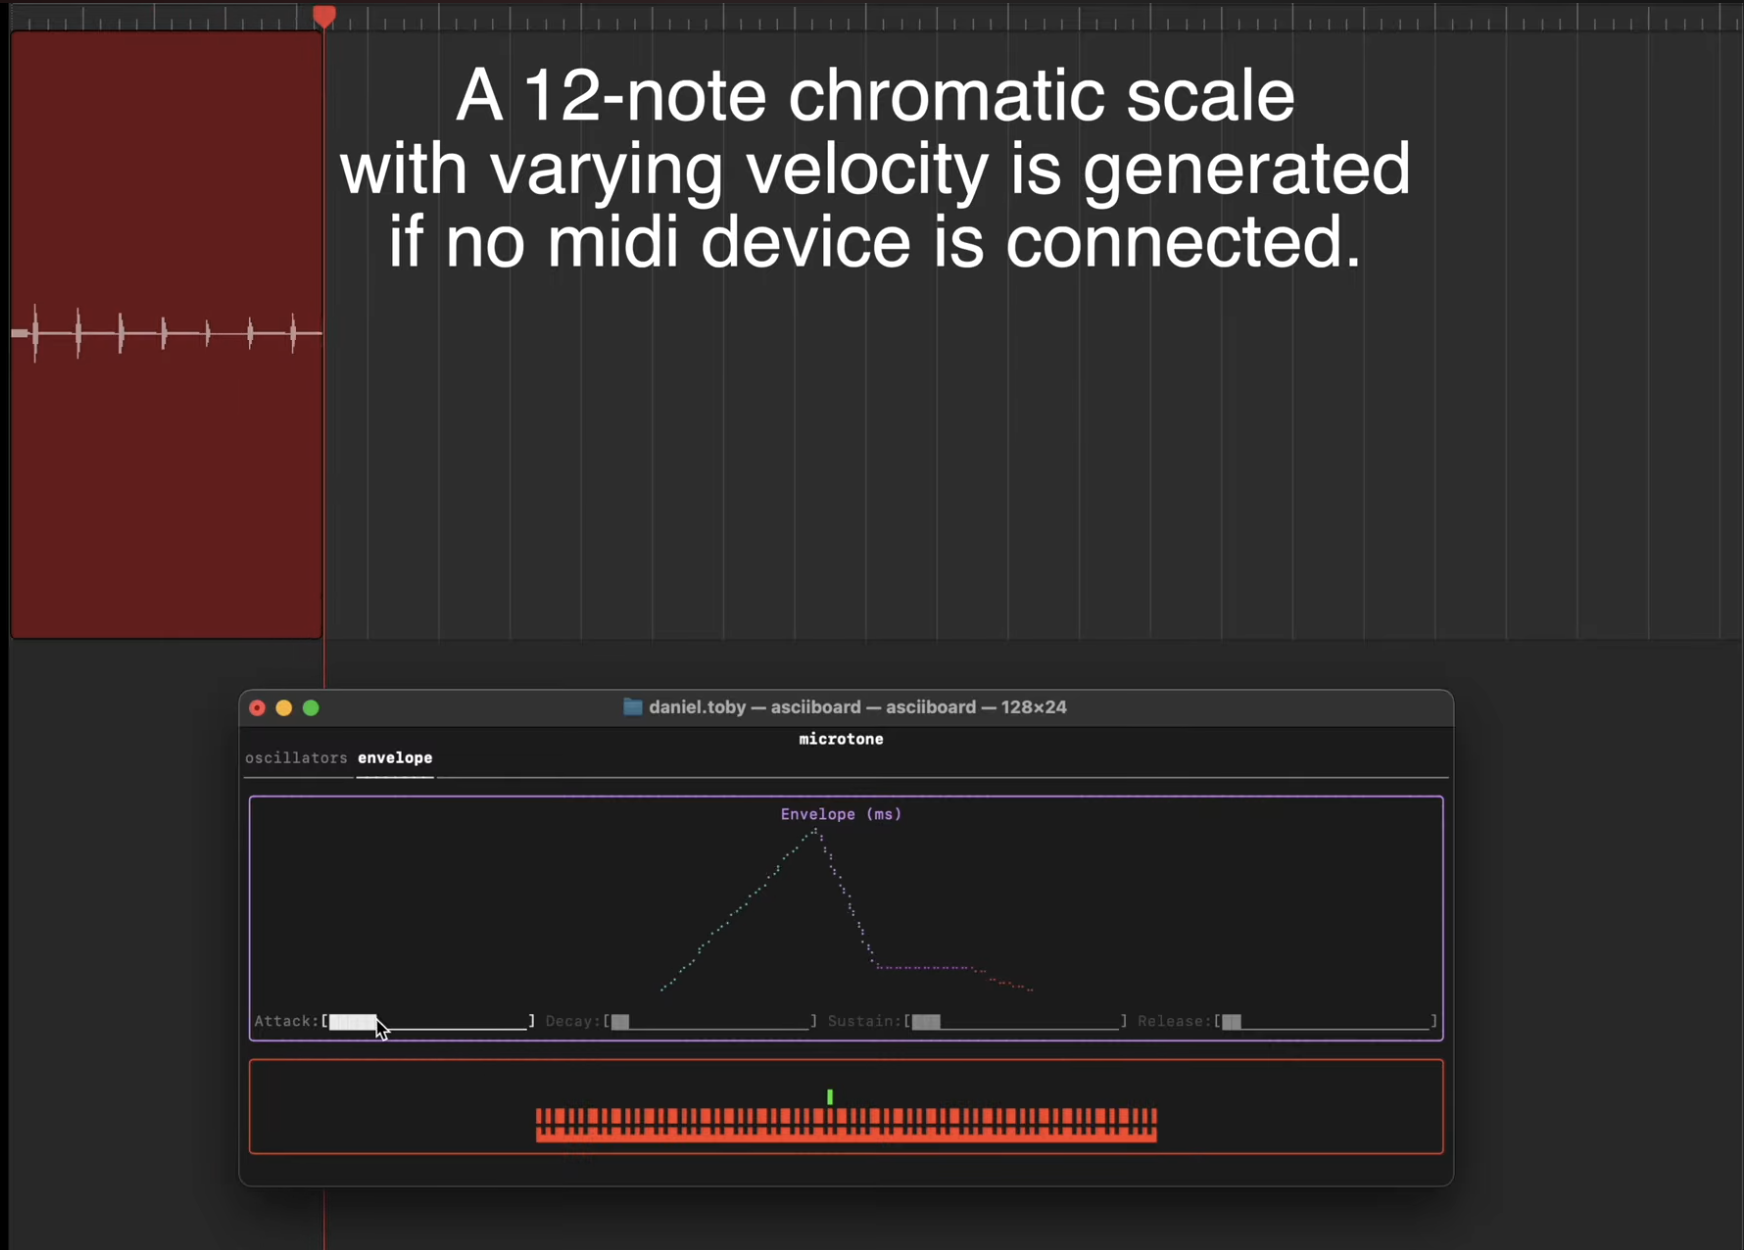 A 12-note chromatic scale
with varying velocity is generated
if no midi device is connected.
daniel.toby — asciiboard — asciiboard — 128×24
microtone
oscillators envelope
Envelope (ms)
Attack:[ ] Decay:[ ] Sustain:[ ] Release:[ ]